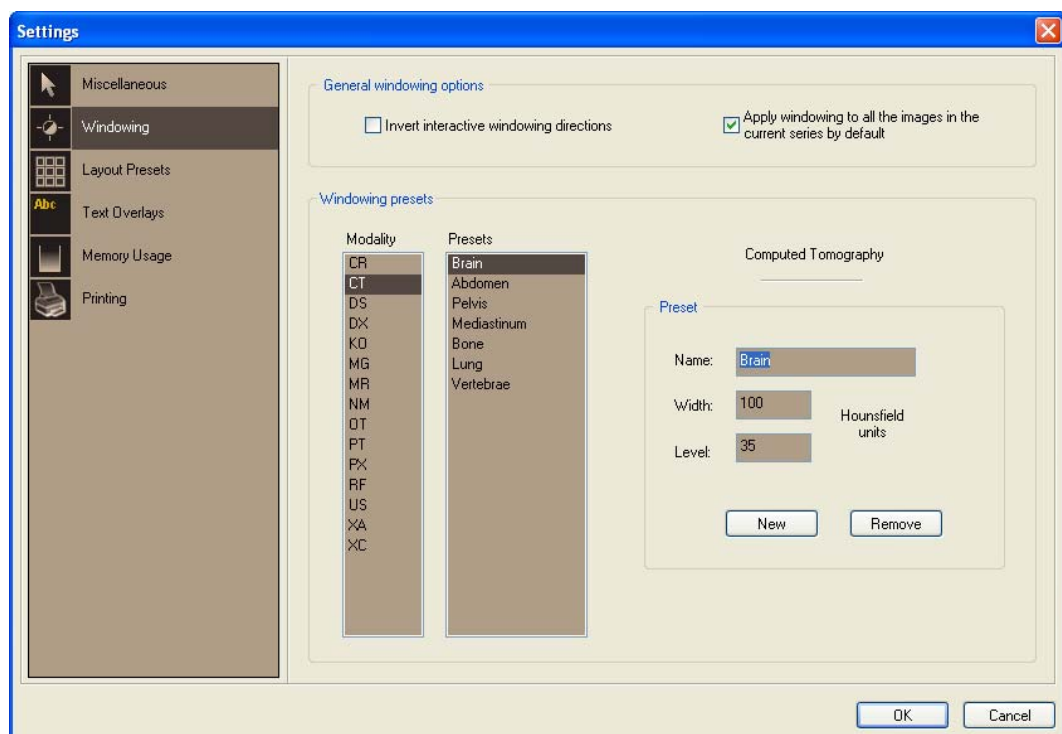 Settings
Miscellaneous
Windowing
Layout Presets
Abc
Text Overlays
Memory Usage
Printing
General windowing options
Invert interactive windowing directions
Apply windowing to all the images in the
current series by default
Windowing presets
Modality
CR
CT
DS
DX
KO
MG
MR
NM
OT
PT
PX
RF
US
XA
XC
Presets
Brain
Abdomen
Pelvis
Mediastinum
Bone
Lung
Vertebrae
Computed Tomography
Preset
Name:
Brain
Width:
100
Hounsfield
units
Level:
35
New
Remove
OK
Cancel